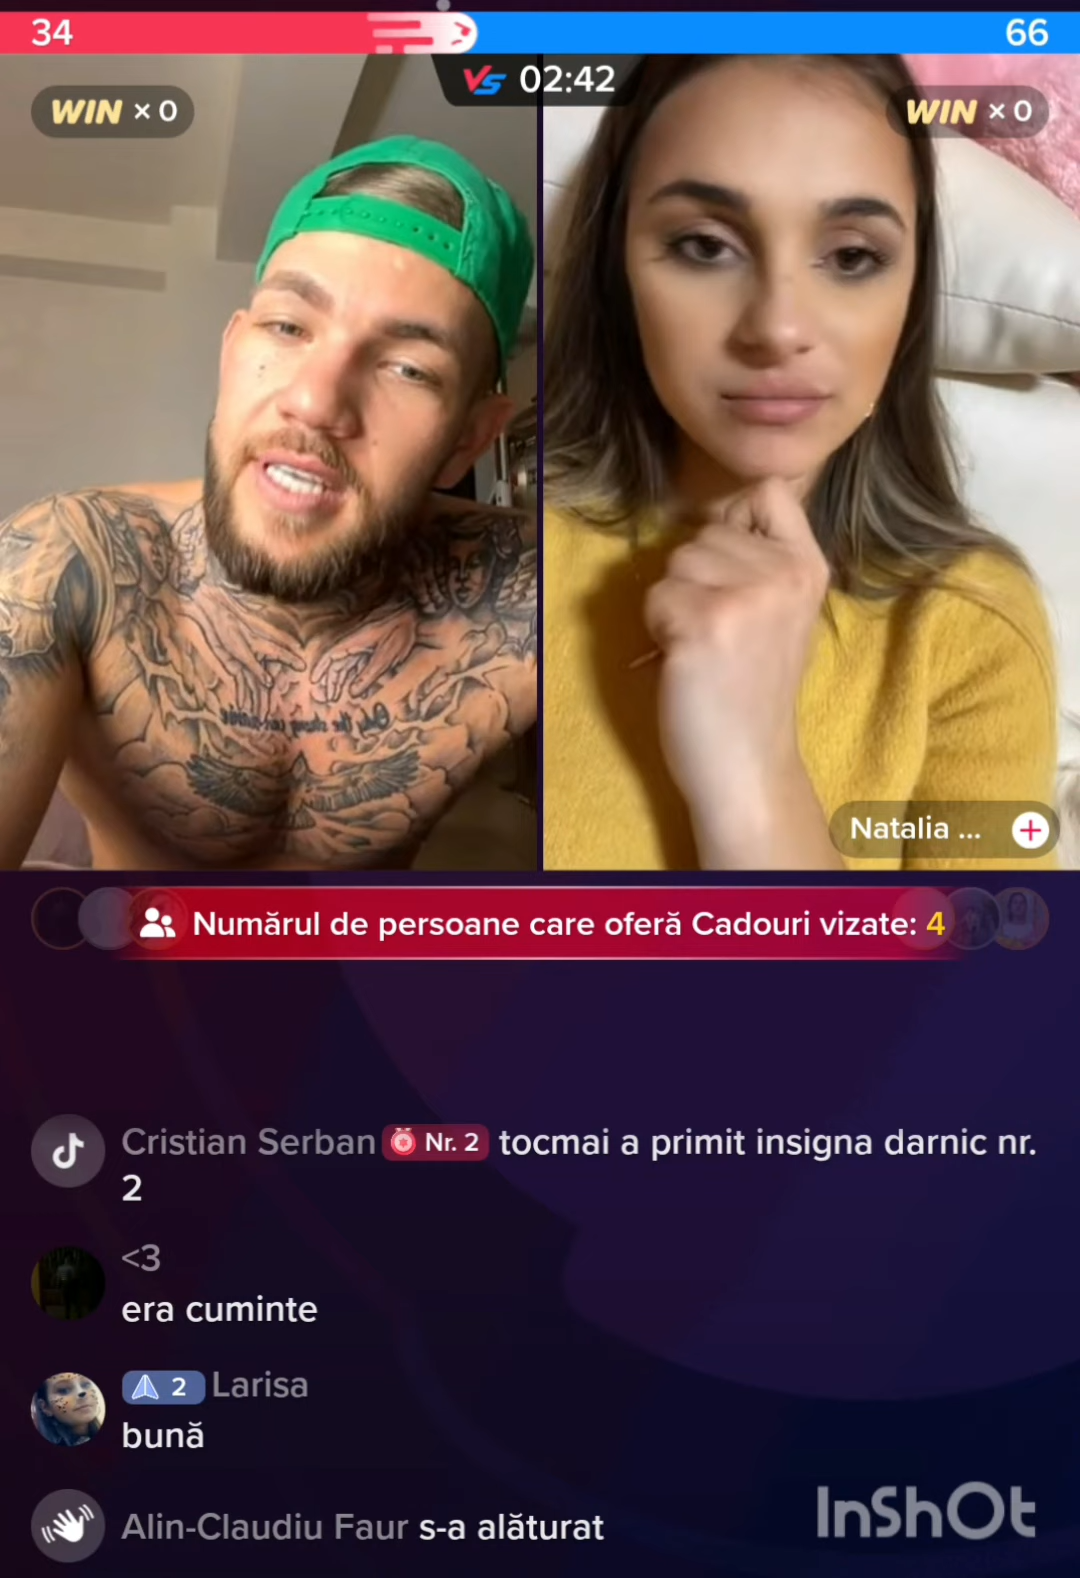 34
66
VS 02:42
WIN × 0
WIN × 0
Natalia ...
Numărul de persoane care oferă Cadouri vizate: 4
Cristian Serban Nr. 2 tocmai a primit insigna darnic nr.
2
<3
era cuminte
2 Larisa
bună
Alin-Claudiu Faur s-a alăturat
InShOt